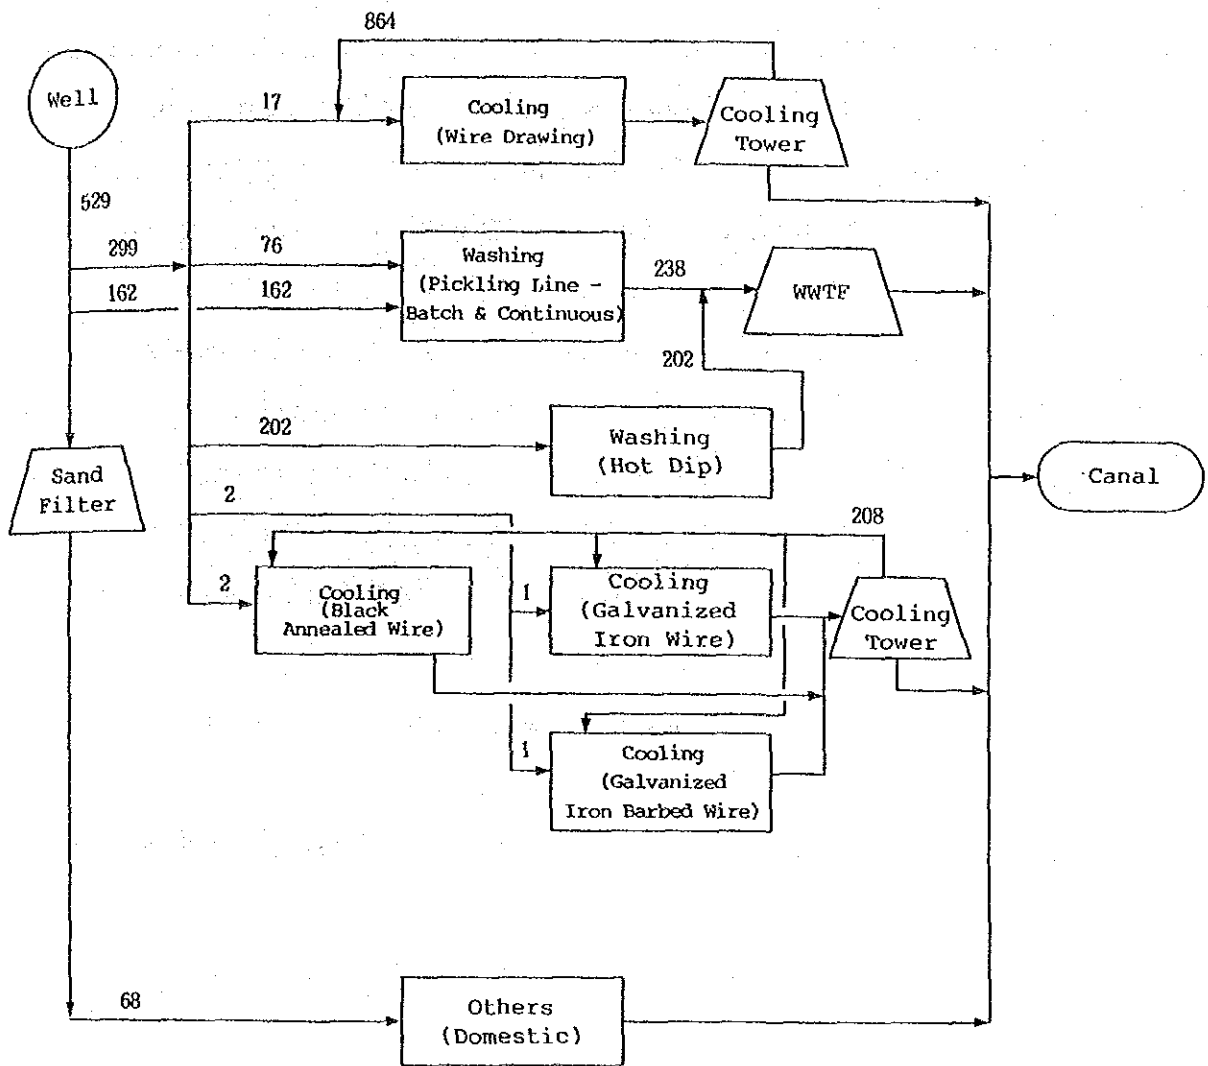 864
Well
17
Cooling
(Wire Drawing)
Cooling
Tower
529
299
76
162
162
Washing
(Pickling Line -
Batch & Continuous)
238
WWTF
202
202
Washing
(Hot Dip)
Sand
Filter
Canal
2
208
2
Cooling
(Black
Annealed Wire)
1
Cooling
(Galvanized
Iron Wire)
Cooling
Tower
1
Cooling
(Galvanized
Iron Barbed Wire)
68
Others
(Domestic)